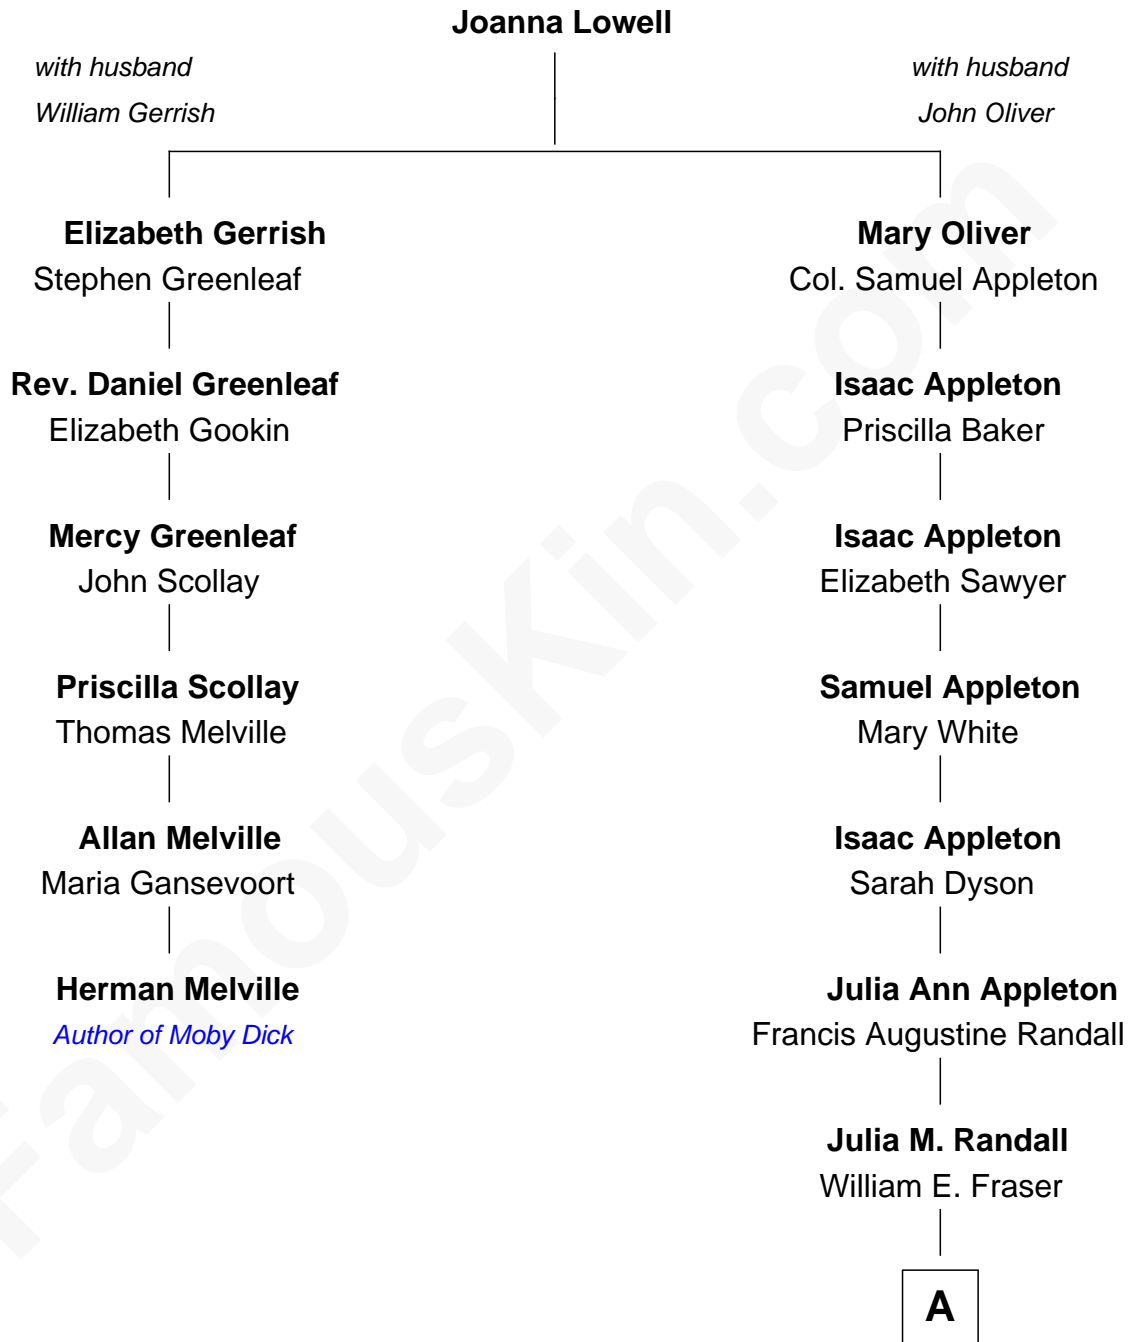 Joanna Lowell
with husband
William Gerrish
with husband
John Oliver
Elizabeth Gerrish
Stephen Greenleaf
Rev. Daniel Greenleaf
Elizabeth Gookin
Mercy Greenleaf
John Scollay
Priscilla Scollay
Thomas Melville
Allan Melville
Maria Gansevoort
Herman Melville
Author of Moby Dick
Mary Oliver
Col. Samuel Appleton
Isaac Appleton
Priscilla Baker
Isaac Appleton
Elizabeth Sawyer
Samuel Appleton
Mary White
Isaac Appleton
Sarah Dyson
Julia Ann Appleton
Francis Augustine Randall
Julia M. Randall
William E. Fraser
A
FamousKin.com